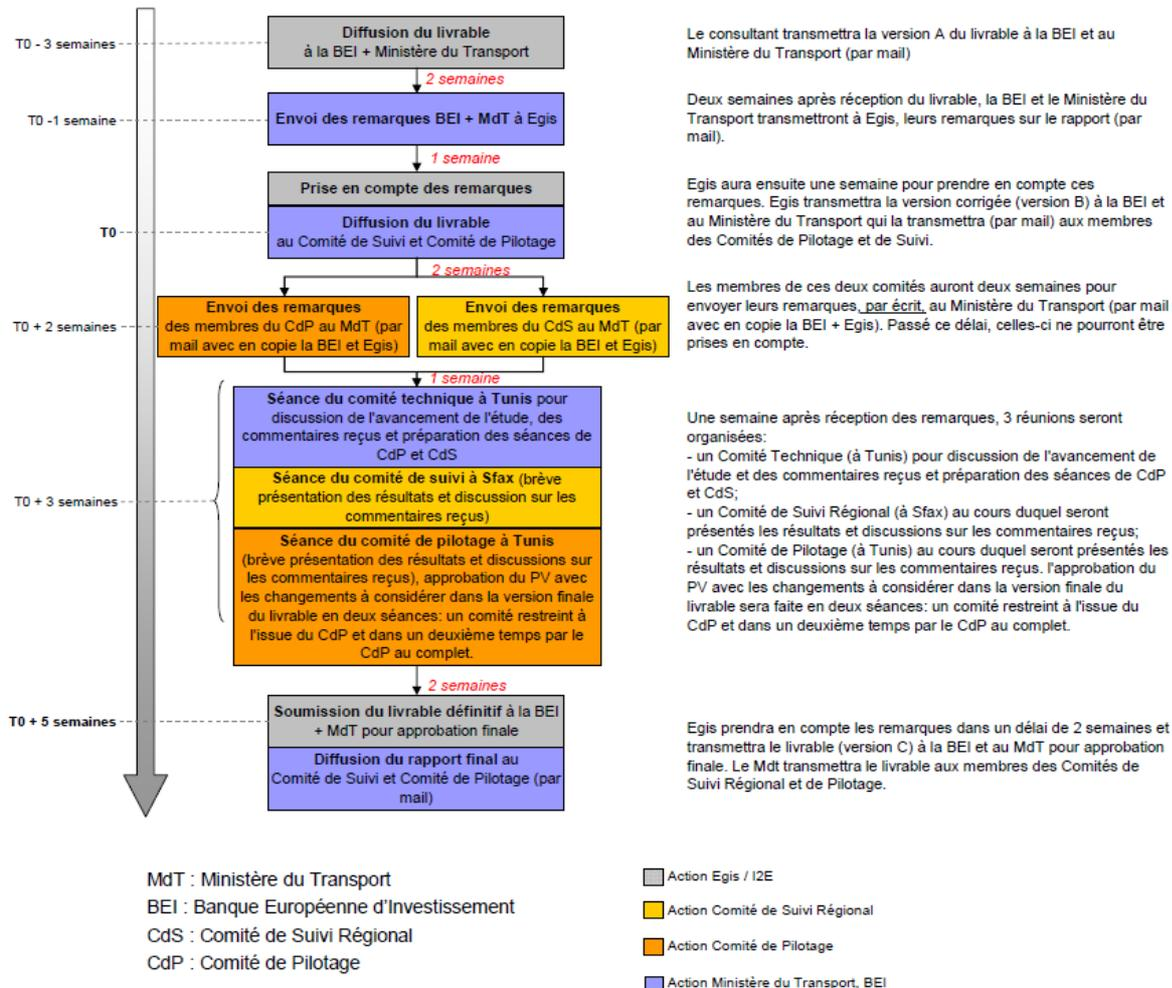 T0 - 3 semaines
Diffusion du livrable
à la BEI + Ministère du Transport
Le consultant transmettra la version A du livrable à la BEI et au
Ministère du Transport (par mail)
2 semaines
T0 -1 semaine
Envoi des remarques BEI + MdT à Egis
Deux semaines après réception du livrable, la BEI et le Ministère du
Transport transmettront à Egis, leurs remarques sur le rapport (par
mail).
1 semaine
Prise en compte des remarques
T0
Diffusion du livrable
au Comité de Suivi et Comité de Pilotage
Egis aura ensuite une semaine pour prendre en compte ces
remarques. Egis transmettra la version corrigée (version B) à la BEI et
au Ministère du Transport qui la transmettra (par mail) aux membres
des Comités de Pilotage et de Suivi.
2 semaines
T0 + 2 semaines
Envoi des remarques
des membres du CdP au MdT (par
mail avec en copie la BEI et Egis)
Envoi des remarques
des membres du CdS au MdT (par
mail avec en copie la BEI et Egis)
Les membres de ces deux comités auront deux semaines pour
envoyer leurs remarques, par écrit, au Ministère du Transport (par mail
avec en copie la BEI + Egis). Passé ce délai, celles-ci ne pourront être
prises en compte.
1 semaine
T0 + 3 semaines
Séance du comité technique à Tunis pour
discussion de l'avancement de l'étude, des
commentaires reçus et préparation des séances de
CdP et CdS
Séance du comité de suivi à Sfax (brève
présentation des résultats et discussion sur les
commentaires reçus)
Séance du comité de pilotage à Tunis
(brève présentation des résultats et discussions sur
les commentaires reçus), approbation du PV avec
les changements à considérer dans la version finale
du livrable en deux séances: un comité restreint à
l'issue du CdP et dans un deuxième temps par le
CdP au complet.
Une semaine après réception des remarques, 3 réunions seront
organisées:
- un Comité Technique (à Tunis) pour discussion de l'avancement de
l'étude et des commentaires reçus et préparation des séances de CdP
et CdS;
- un Comité de Suivi Régional (à Sfax) au cours duquel seront
présentés les résultats et discussions sur les commentaires reçus;
- un Comité de Pilotage (à Tunis) au cours duquel seront présentés les
résultats et discussions sur les commentaires reçus. l'approbation du
PV avec les changements à considérer dans la version finale du
livrable sera faite en deux séances: un comité restreint à l'issue du
CdP et dans un deuxième temps par le CdP au complet.
2 semaines
T0 + 5 semaines
Soumission du livrable définitif à la BEI
+ MdT pour approbation finale
Diffusion du rapport final au
Comité de Suivi et Comité de Pilotage (par
mail)
Egis prendra en compte les remarques dans un délai de 2 semaines et
transmettra le livrable (version C) à la BEI et au MdT pour approbation
finale. Le Mdt transmettra le livrable aux membres des Comités de
Suivi Régional et de Pilotage.
MdT : Ministère du Transport
BEI : Banque Européenne d'Investissement
CdS : Comité de Suivi Régional
CdP : Comité de Pilotage
Action Egis / I2E
Action Comité de Suivi Régional
Action Comité de Pilotage
Action Ministère du Transport, BEI